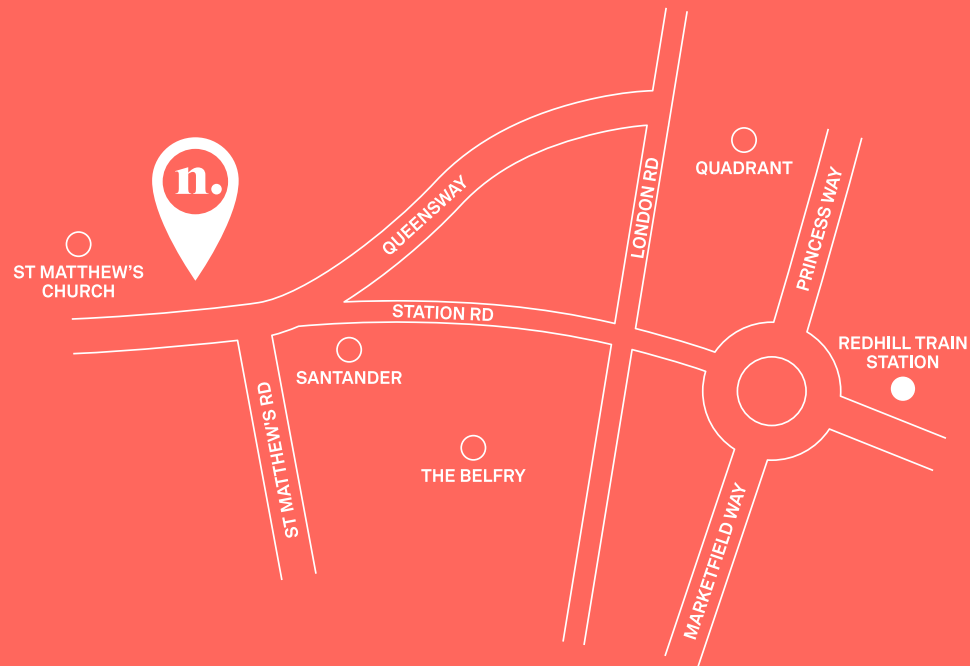 n.
QUADRANT
LONDON RD
PRINCESS WAY
QUEENSWAY
ST MATTHEW'S
CHURCH
STATION RD
REDHILL TRAIN
STATION
SANTANDER
ST MATTHEW'S RD
THE BELFRY
MARKETFIELD WAY